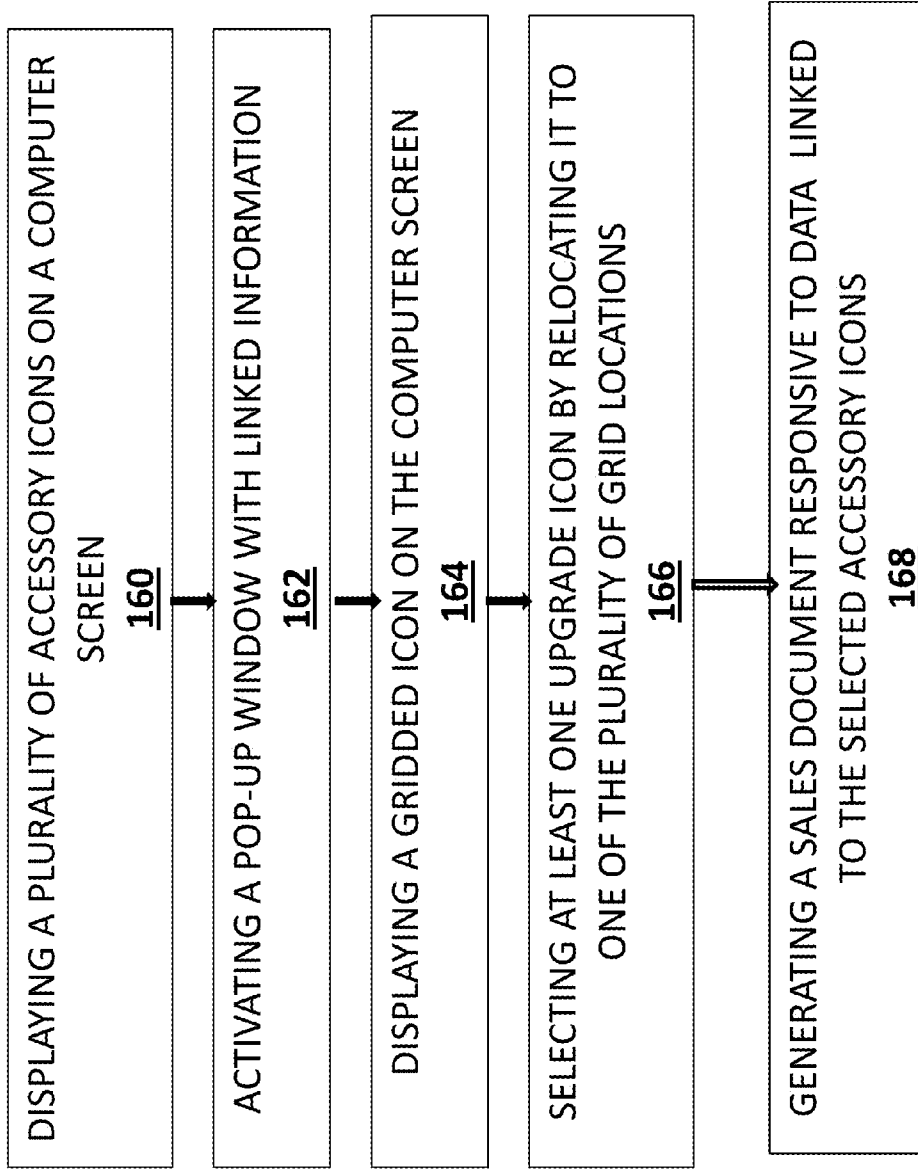 DISPLAYING A PLURALITY OF ACCESSORY ICONS ON A COMPUTER
SCREEN
160
ACTIVATING A POP-UP WINDOW WITH LINKED INFORMATION
162
DISPLAYING A GRIDDED ICON ON THE COMPUTER SCREEN
164
SELECTING AT LEAST ONE UPGRADE ICON BY RELOCATING IT TO
ONE OF THE PLURALITY OF GRID LOCATIONS
166
GENERATING A SALES DOCUMENT RESPONSIVE TO DATA LINKED
TO THE SELECTED ACCESSORY ICONS
168